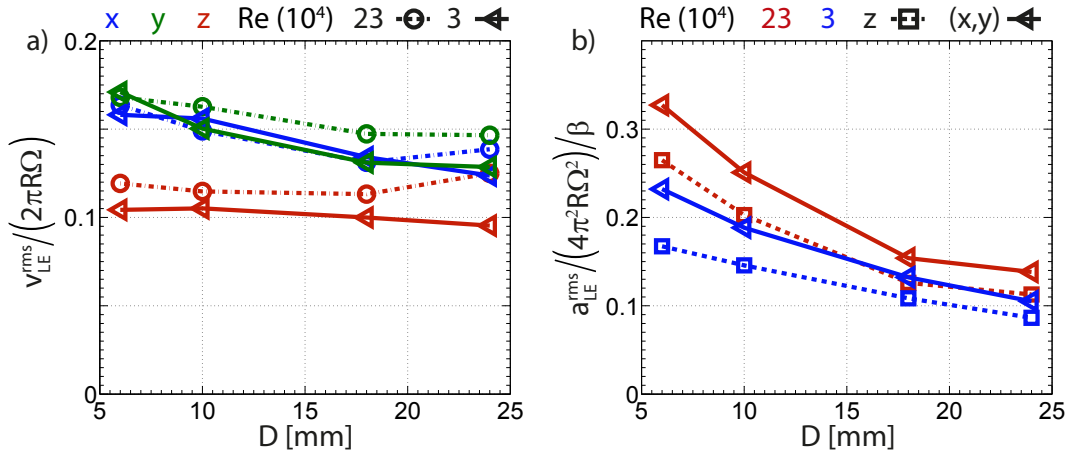 x y z Re (10⁴) 23 3
a)
0.2
0.1
0
5 10 15 20 25
D [mm]
v_LE^rms/(2πRΩ)
Re (10⁴) 23 3 z (x,y)
b)
0.3
0.2
0.1
0
5 10 15 20 25
D [mm]
a_LE^rms/(4π²RΩ²)/β